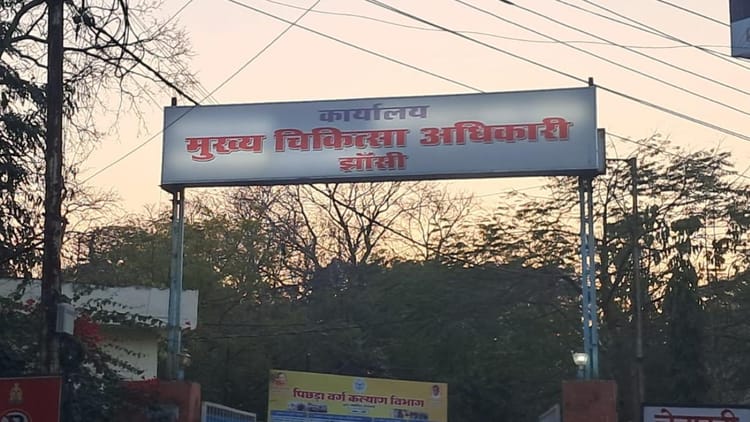 कार्यालय
मुख्य चिकित्सा अधिकारी
झाँसी
पिछड़ा वर्ग कल्याण विभाग